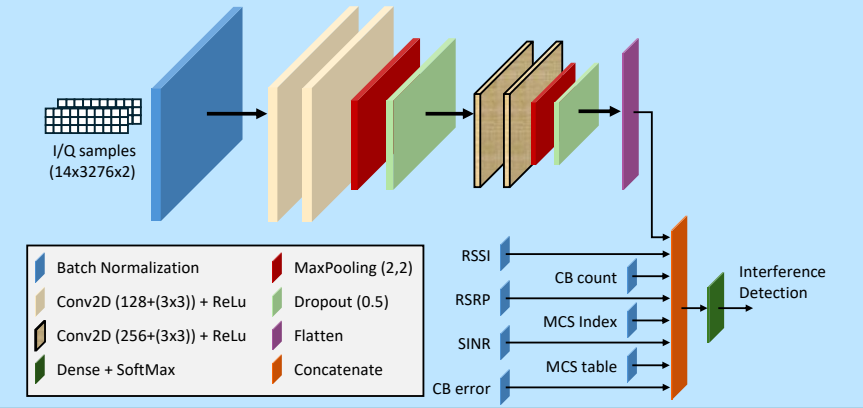 I/Q samples
(14x3276x2)
Batch Normalization
Conv2D (128+(3x3)) + ReLu
Conv2D (256+(3x3)) + ReLu
Dense + SoftMax
MaxPooling (2,2)
Dropout (0.5)
Flatten
Concatenate
RSSI
CB count
RSRP
MCS Index
SINR
MCS table
CB error
Interference
Detection